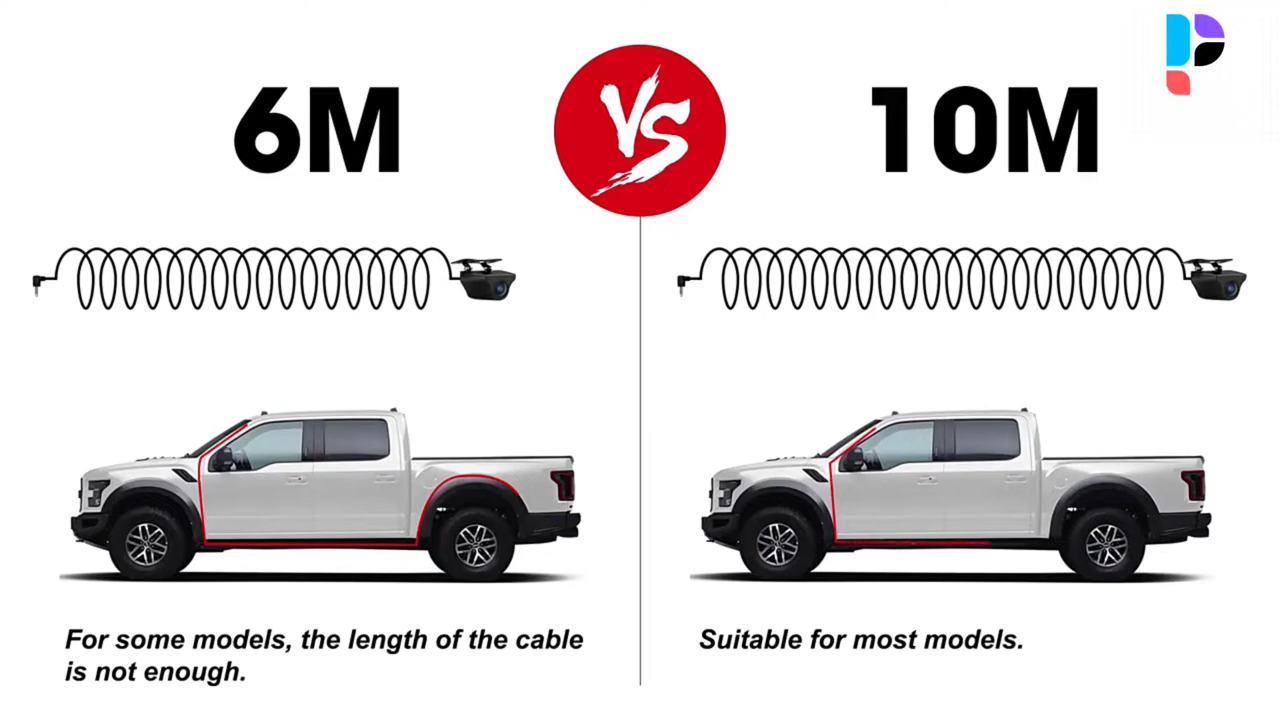 6M
VS
10M
For some models, the length of the cable
is not enough.
Suitable for most models.